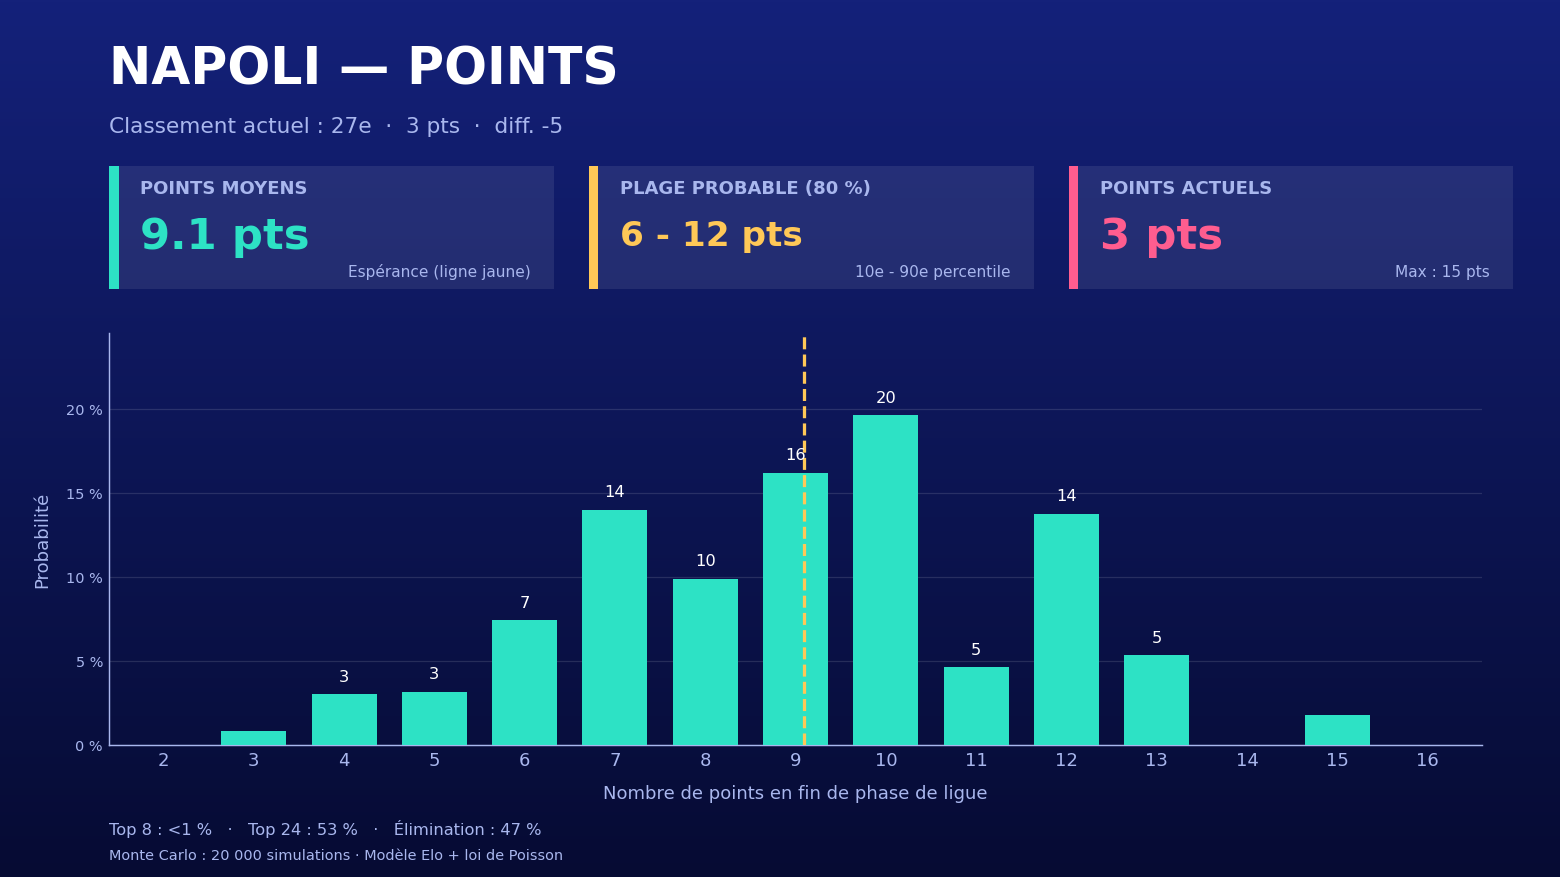 NAPOLI — POINTS
Classement actuel : 27e · 3 pts · diff. -5
POINTS MOYENS
9.1 pts
Espérance (ligne jaune)
PLAGE PROBABLE (80 %)
6 - 12 pts
10e - 90e percentile
POINTS ACTUELS
3 pts
Max : 15 pts
Probabilité
20 %
15 %
10 %
5 %
0 %
3
3
7
14
10
16
20
5
14
5
2 3 4 5 6 7 8 9 10 11 12 13 14 15 16
Nombre de points en fin de phase de ligue
Top 8 : <1 % · Top 24 : 53 % · Élimination : 47 %
Monte Carlo : 20 000 simulations · Modèle Elo + loi de Poisson